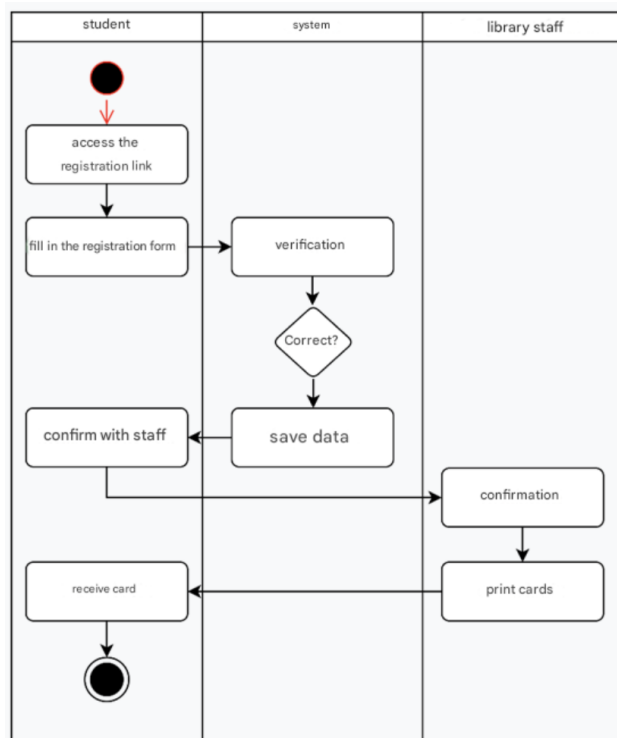 student
system
library staff
access the
registration link
fill in the registration form
verification
Correct?
confirm with staff
save data
confirmation
receive card
print cards